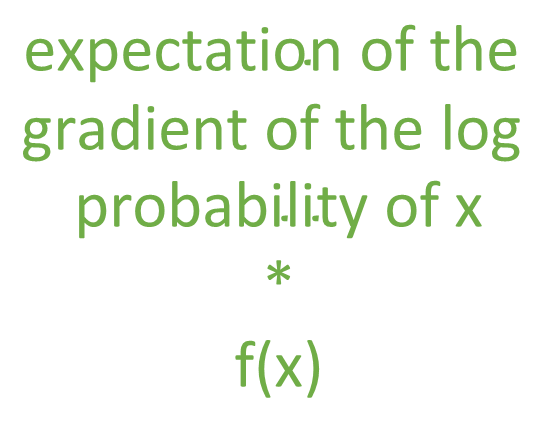 expectation of the
gradient of the log
probability of x
*
f(x)